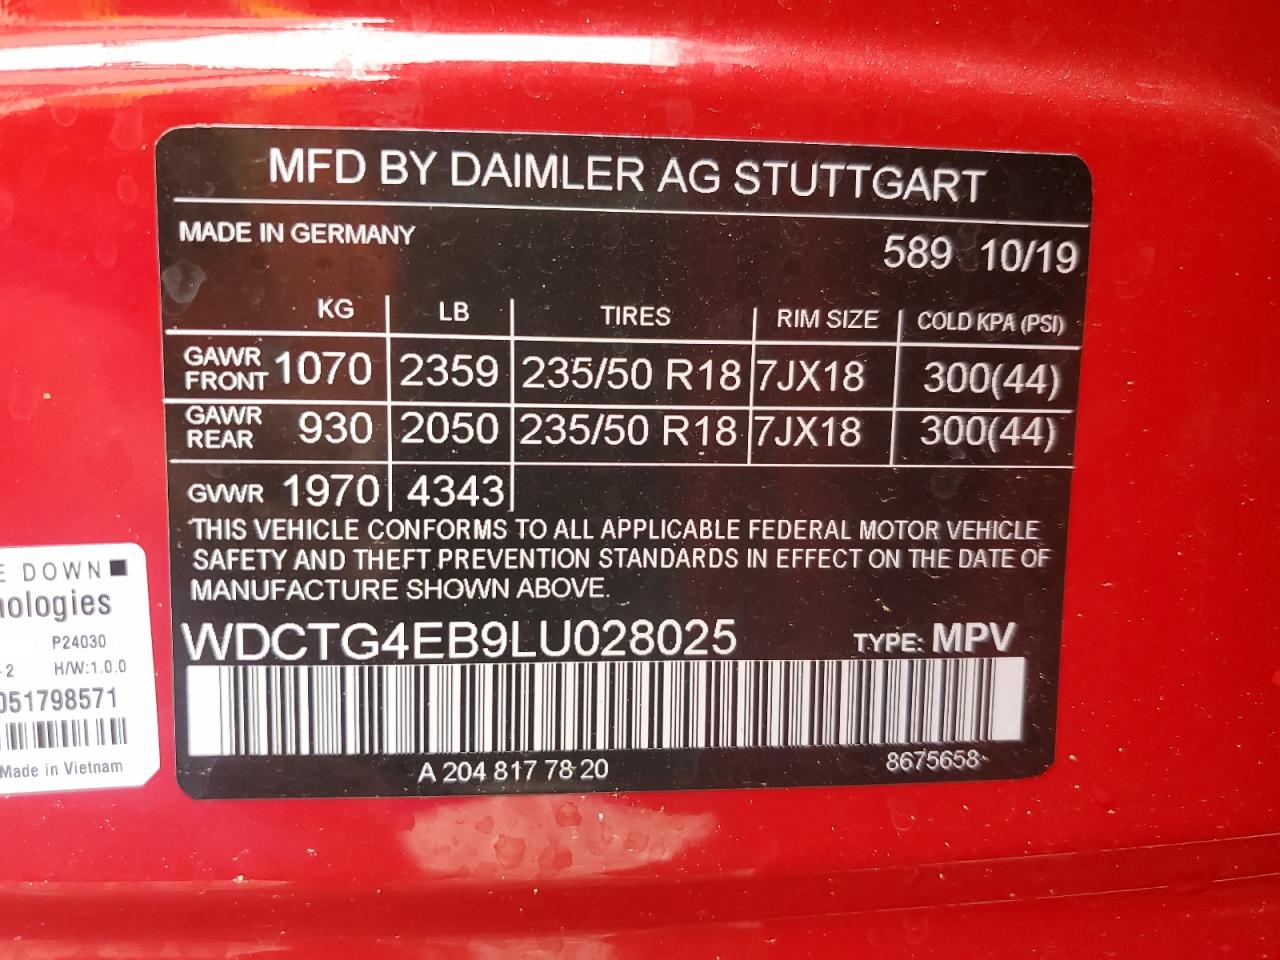 MFD BY DAIMLER AG STUTTGART
MADE IN GERMANY
589 10/19
KG LB TIRES RIM SIZE COLD KPA (PSI)
GAWR FRONT 1070 2359 235/50 R18 7JX18 300(44)
GAWR REAR 930 2050 235/50 R18 7JX18 300(44)
GVWR 1970 4343
THIS VEHICLE CONFORMS TO ALL APPLICABLE FEDERAL MOTOR VEHICLE
SAFETY AND THEFT PREVENTION STANDARDS IN EFFECT ON THE DATE OF
MANUFACTURE SHOWN ABOVE.
WDCTG4EB9LU028025 TYPE: MPV
A 204 817 78 20 8675658
E DOWN
nologies
P24030
-2 H/W:1.0.0
051798571
Made in Vietnam